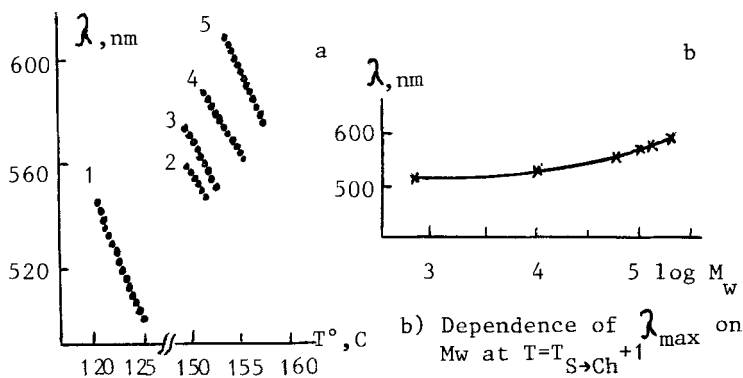 λ,nm
a
600
560
520
1
2
3
4
5
120 125 150 155 160
T°,C
b
λ,nm
600
500
3 4 5 log Mw
b) Dependence of λmax on
Mw at T=TS→Ch+1